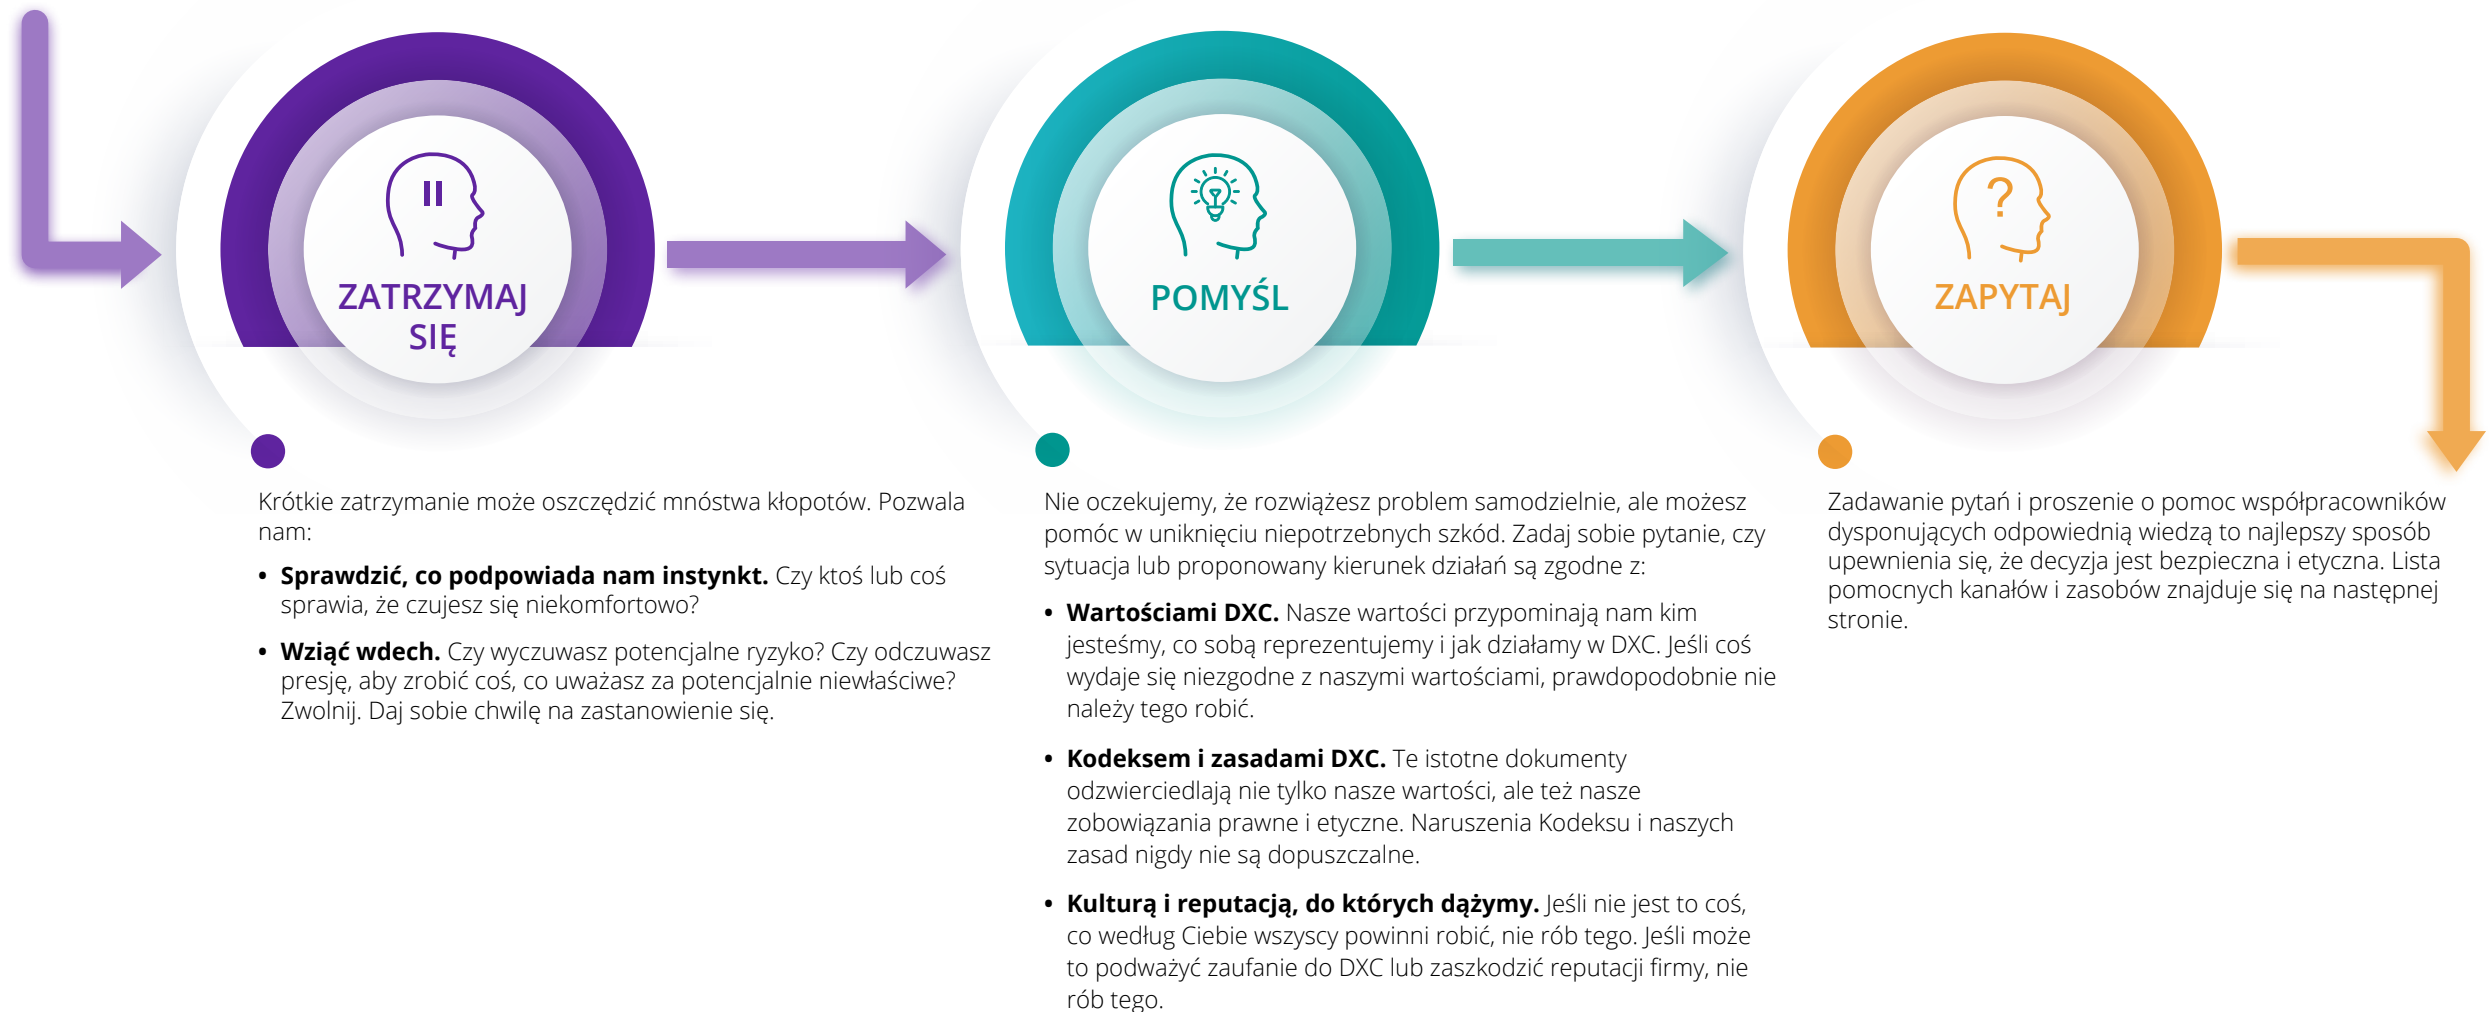 ZATRZYMAJ
SIĘ
Krótkie zatrzymanie może oszczędzić mnóstwa kłopotów. Pozwala
nam:
• Sprawdzić, co podpowiada nam instynkt. Czy ktoś lub coś
sprawia, że czujesz się niekomfortowo?
• Wziąć wdech. Czy wyczuwasz potencjalne ryzyko? Czy odczuwasz
presję, aby zrobić coś, co uważasz za potencjalnie niewłaściwe?
Zwolnij. Daj sobie chwilę na zastanowienie się.
POMYŚL
Nie oczekujemy, że rozwiążesz problem samodzielnie, ale możesz
pomóc w uniknięciu niepotrzebnych szkód. Zadaj sobie pytanie, czy
sytuacja lub proponowany kierunek działań są zgodne z:
• Wartościami DXC. Nasze wartości przypominają nam kim
jesteśmy, co sobą reprezentujemy i jak działamy w DXC. Jeśli coś
wydaje się niezgodne z naszymi wartościami, prawdopodobnie nie
należy tego robić.
• Kodeksem i zasadami DXC. Te istotne dokumenty
odzwierciedlają nie tylko nasze wartości, ale też nasze
zobowiązania prawne i etyczne. Naruszenia Kodeksu i naszych
zasad nigdy nie są dopuszczalne.
• Kulturą i reputacją, do których dążymy. Jeśli nie jest to coś,
co według Ciebie wszyscy powinni robić, nie rób tego. Jeśli może
to podważyć zaufanie do DXC lub zaszkodzić reputacji firmy, nie
rób tego.
?
ZAPYTAJ
Zadawanie pytań i proszenie o pomoc współpracowników
dysponujących odpowiednią wiedzą to najlepszy sposób
upewnienia się, że decyzja jest bezpieczna i etyczna. Lista
pomocnych kanałów i zasobów znajduje się na następnej
stronie.